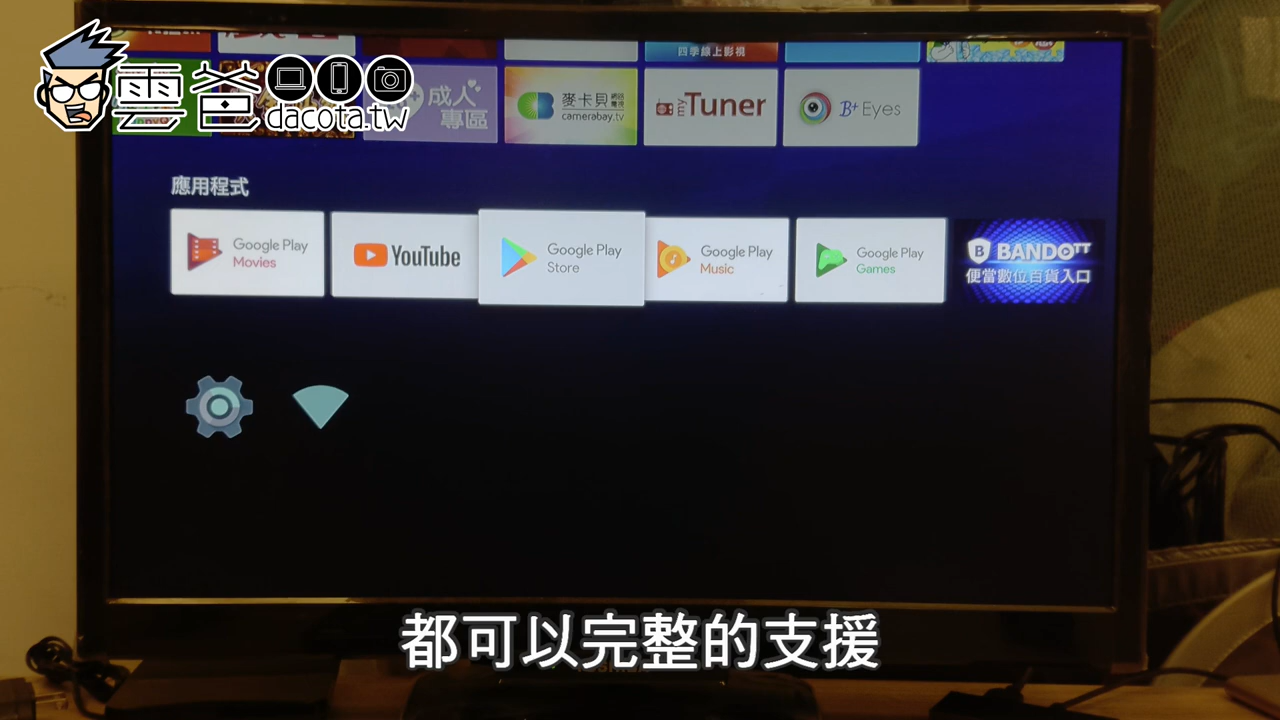 雲爸
dacota.tw
四季線上影視
成人
專區
麥卡貝 網路電視
camerabay.tv
myTuner
B+ Eyes
應用程式
Google Play
Movies
YouTube
Google Play
Store
Google Play
Music
Google Play
Games
B BANDOTT
便當數位百貨入口
都可以完整的支援